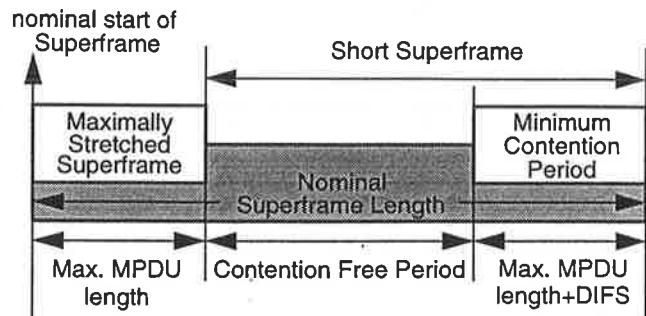 nominal start of
Superframe
Short Superframe
Maximally
Stretched
Superframe
Minimum
Contention
Period
Nominal
Superframe Length
Max. MPDU
length
Contention Free Period
Max. MPDU
length+DIFS